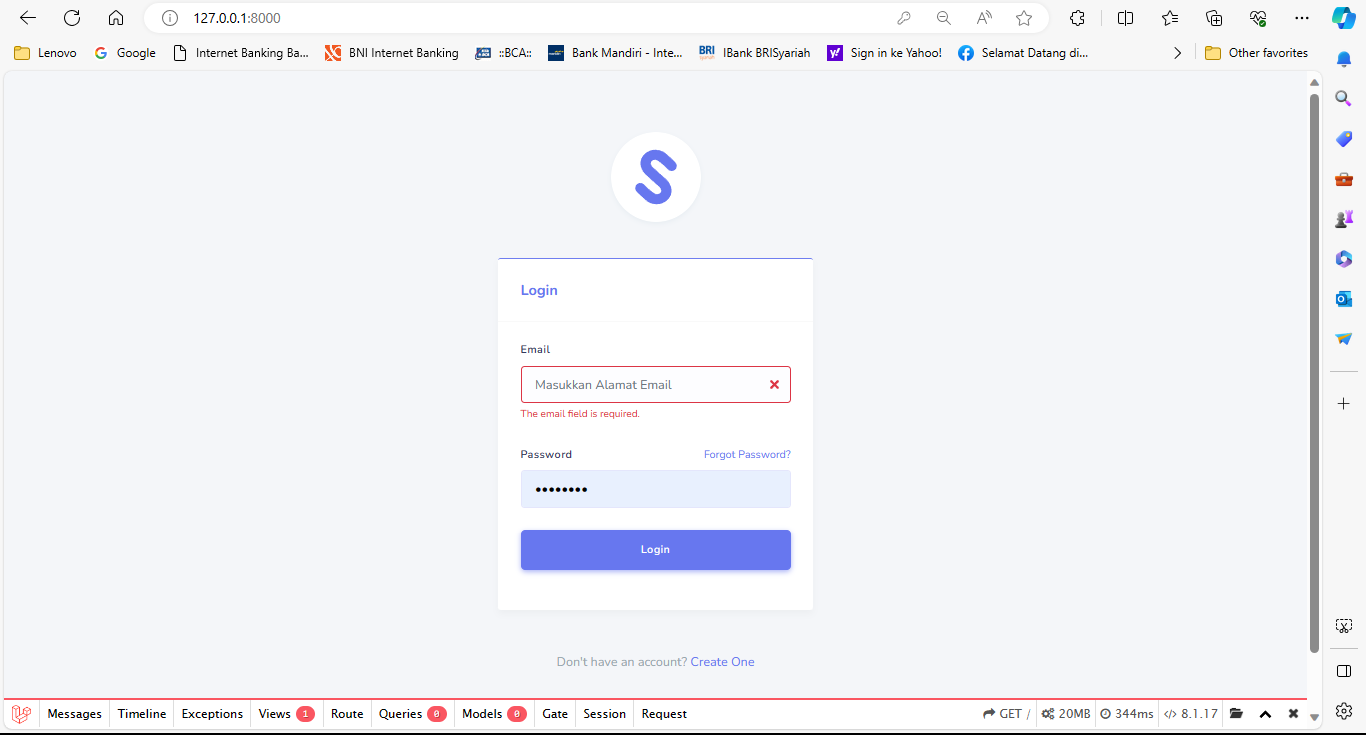 127.0.0.1:8000
Lenovo Google Internet Banking Ba... BNI Internet Banking ::BCA:: Bank Mandiri - Inte... BRI IBank BRISyariah Sign in ke Yahoo! Selamat Datang di... Other favorites
S
Login
Email
Masukkan Alamat Email
The email field is required.
Password Forgot Password?
Login
Don't have an account? Create One
Messages Timeline Exceptions Views 1 Route Queries 0 Models 0 Gate Session Request GET / 20MB 344ms 8.1.17